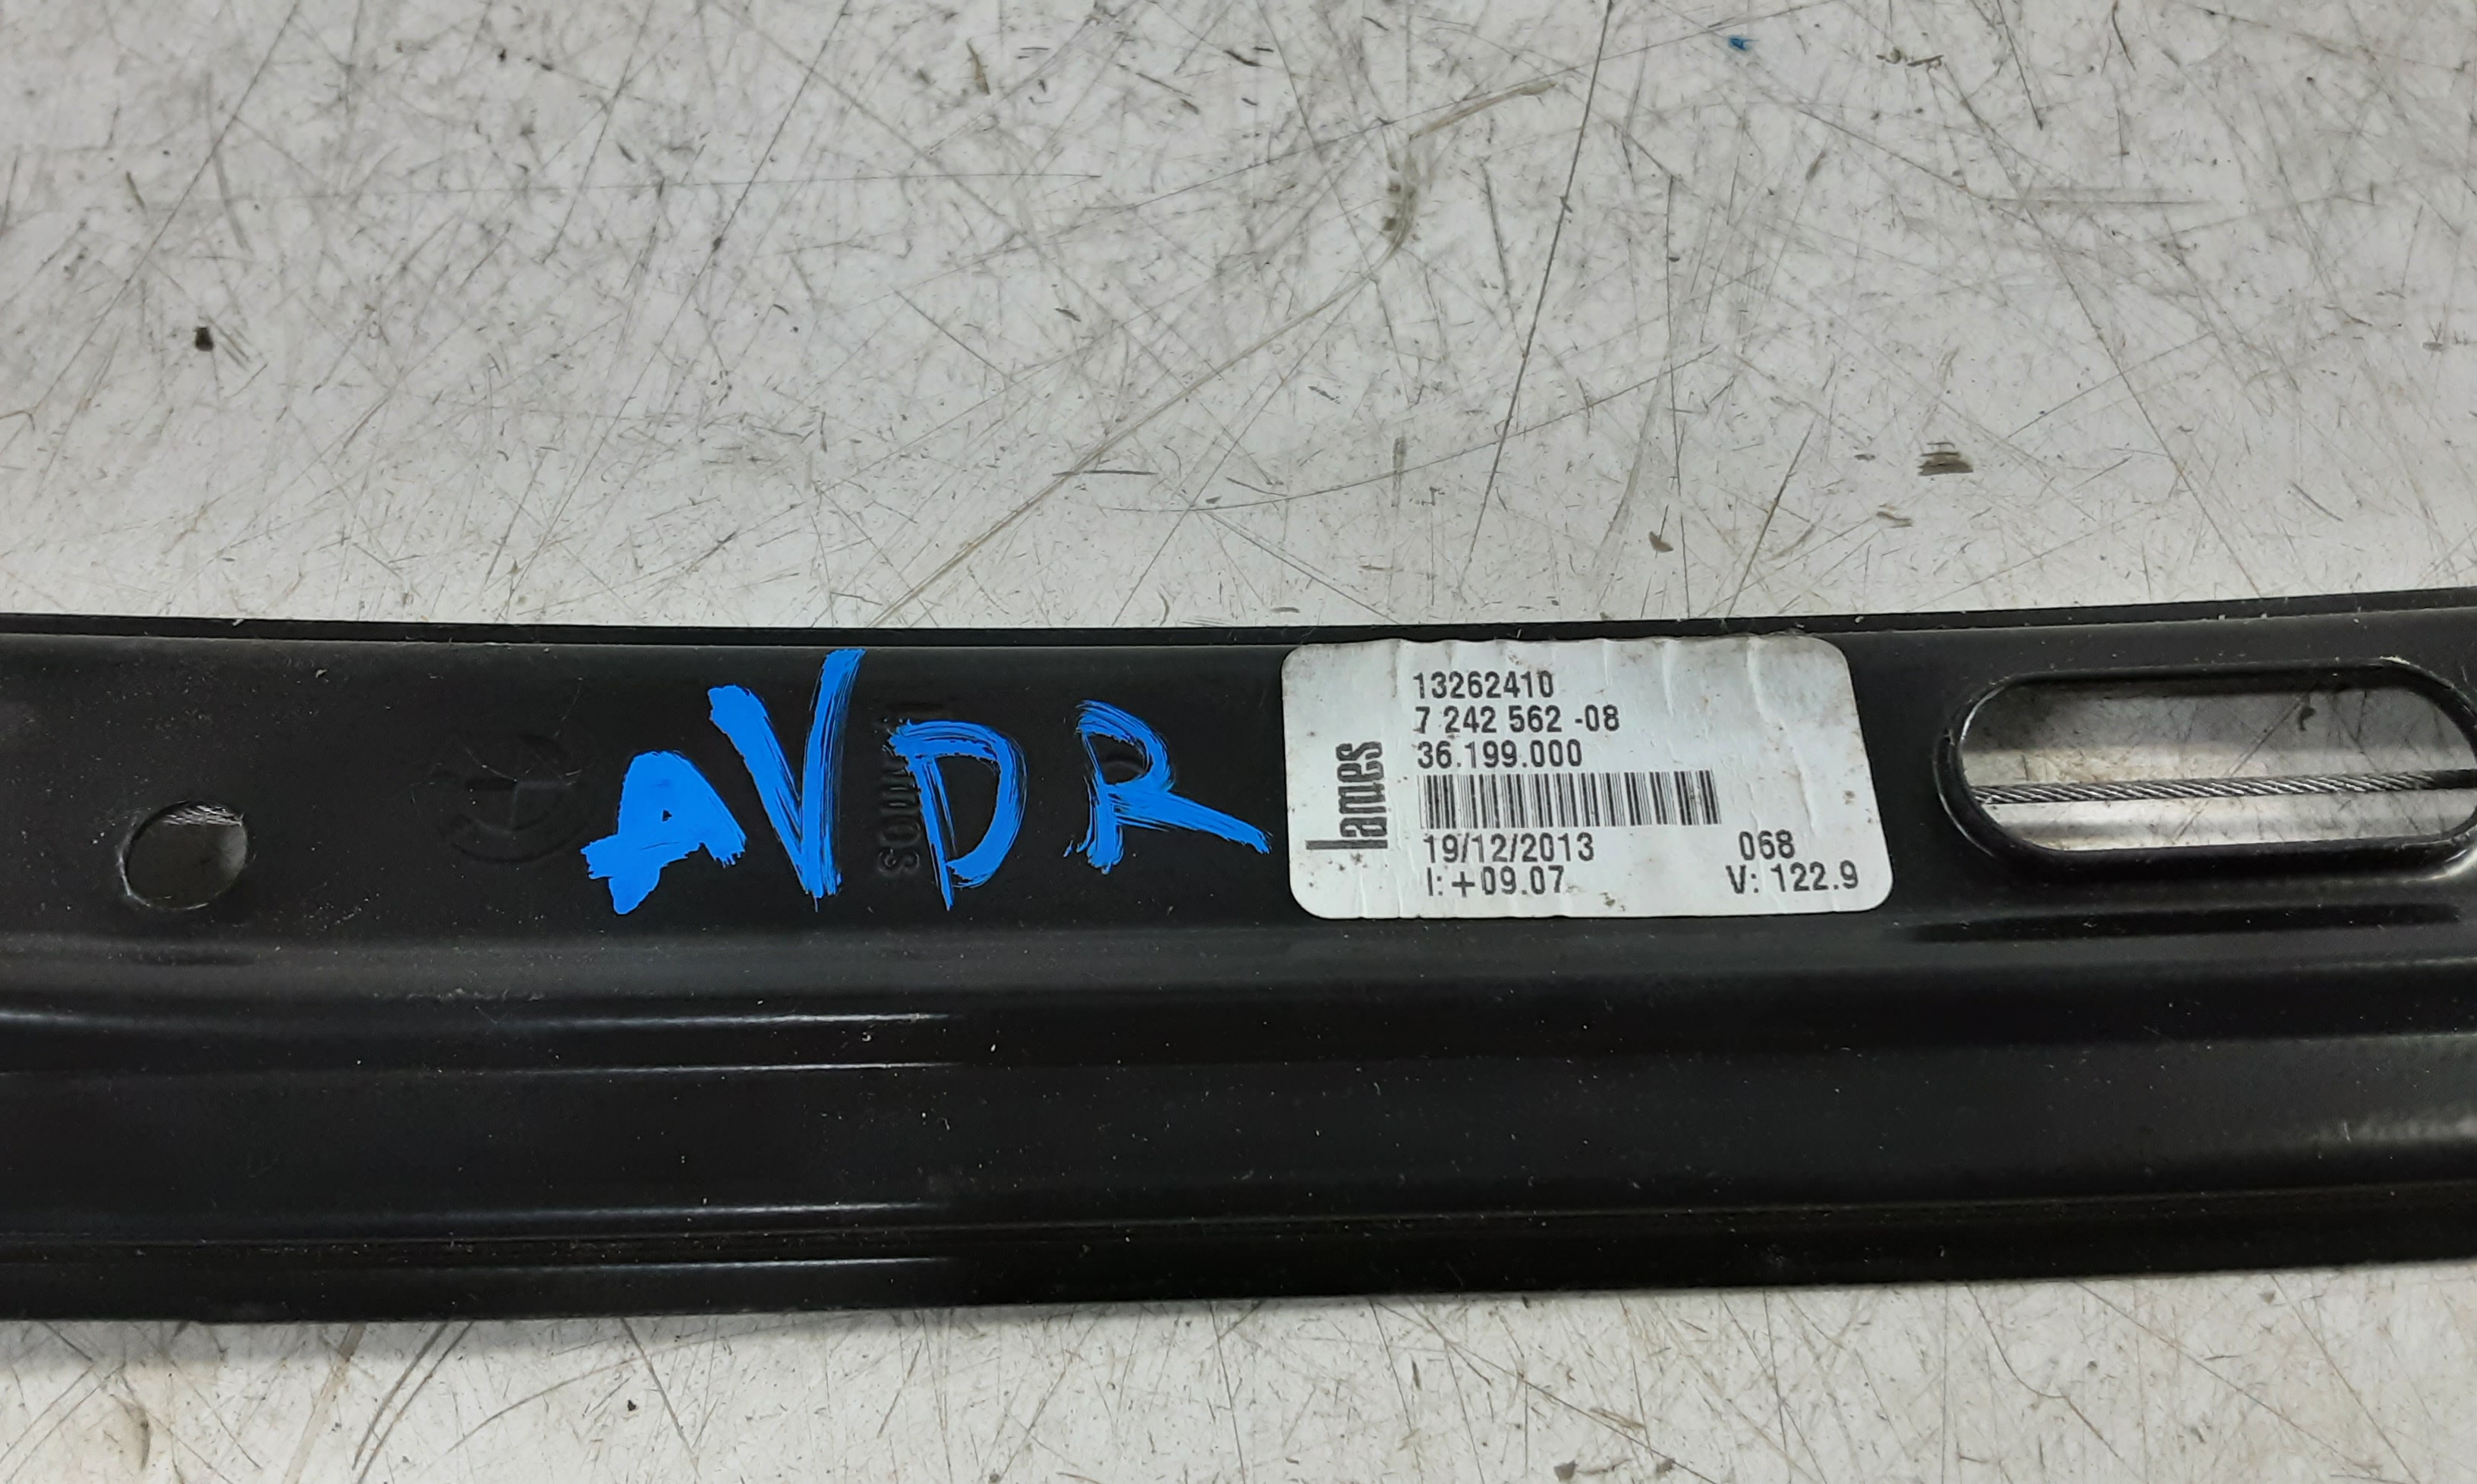 AVDR
lames
13262410
7 242 562 -08
36.199.000
19/12/2013 068
I: +09.07 V: 122.9